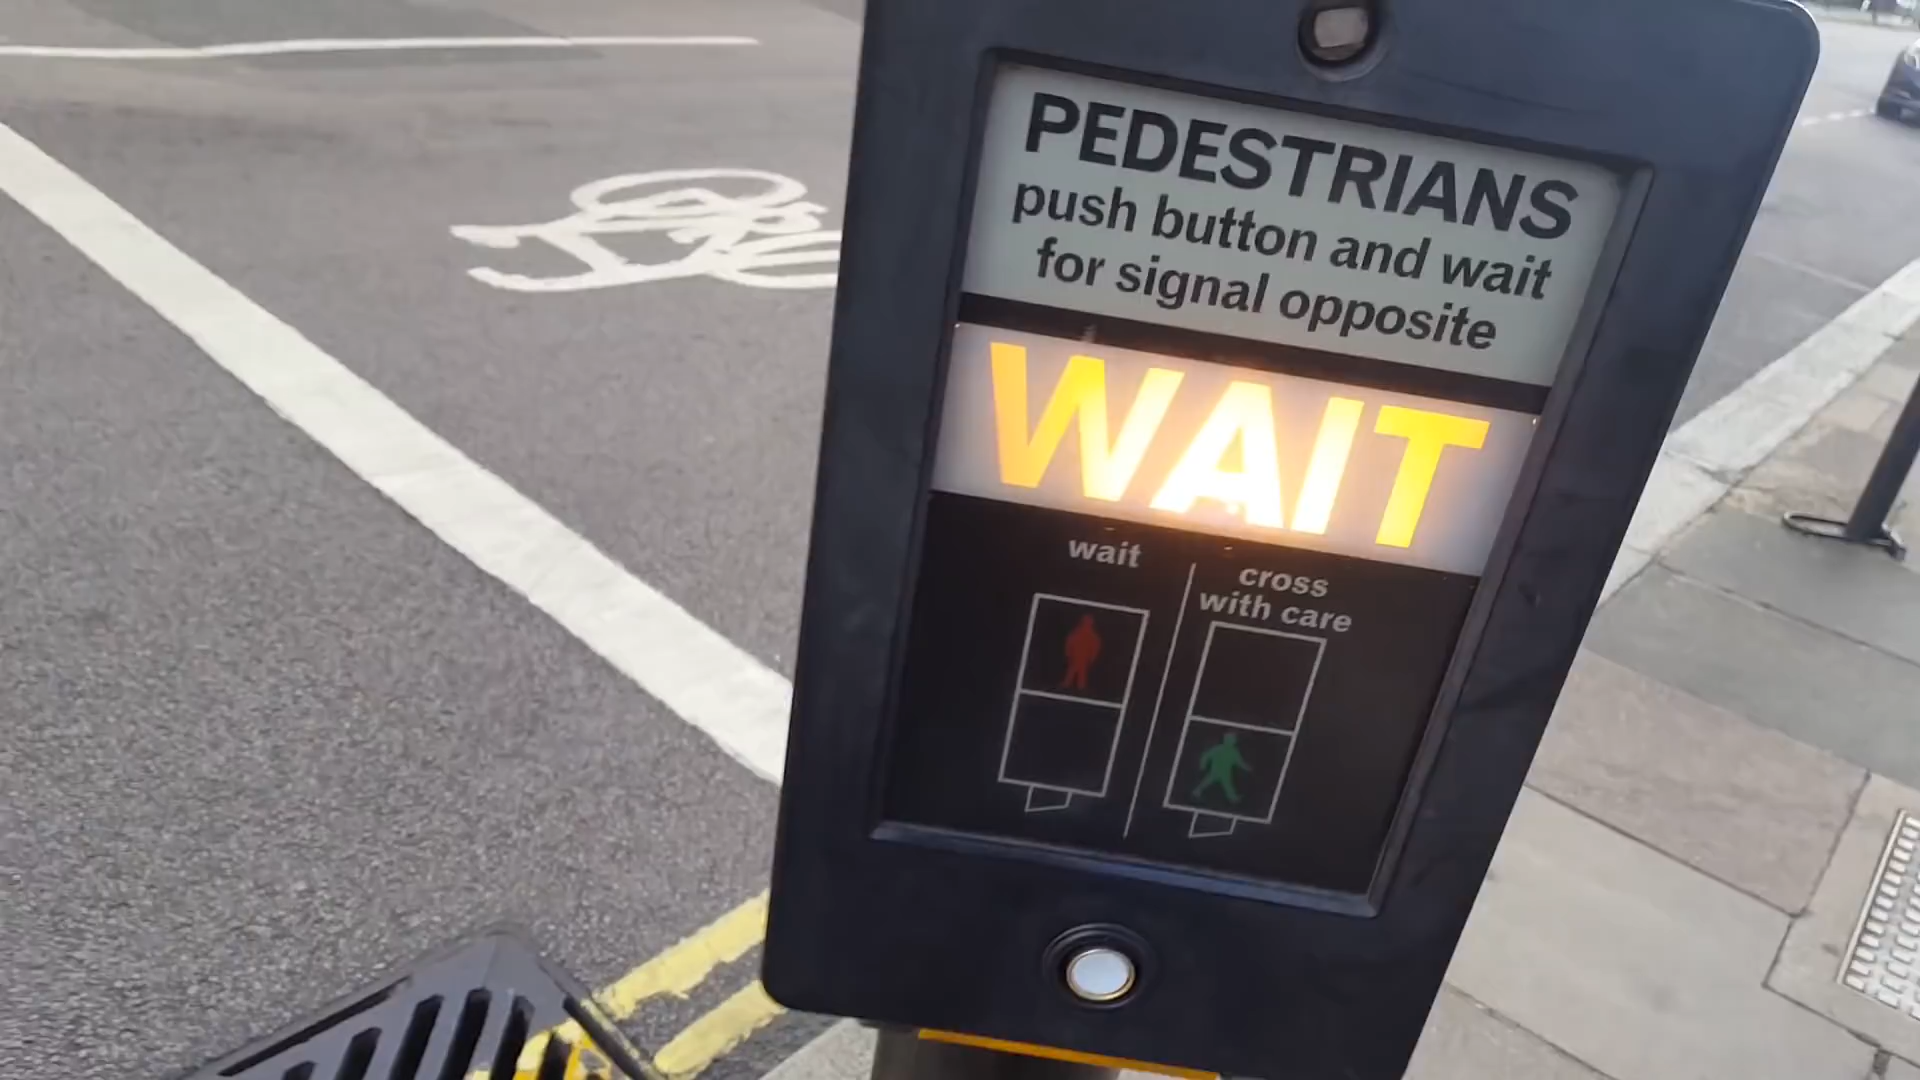 PEDESTRIANS
push button and wait
for signal opposite
WAIT
wait
cross
with care